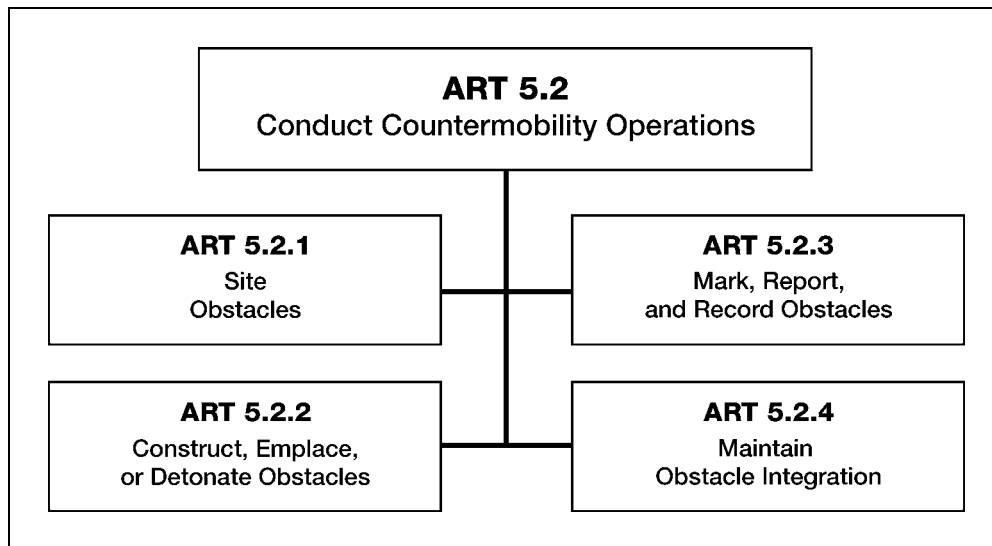 ART 5.2
Conduct Countermobility Operations
ART 5.2.1
Site
Obstacles
ART 5.2.3
Mark, Report,
and Record Obstacles
ART 5.2.2
Construct, Emplace,
or Detonate Obstacles
ART 5.2.4
Maintain
Obstacle Integration